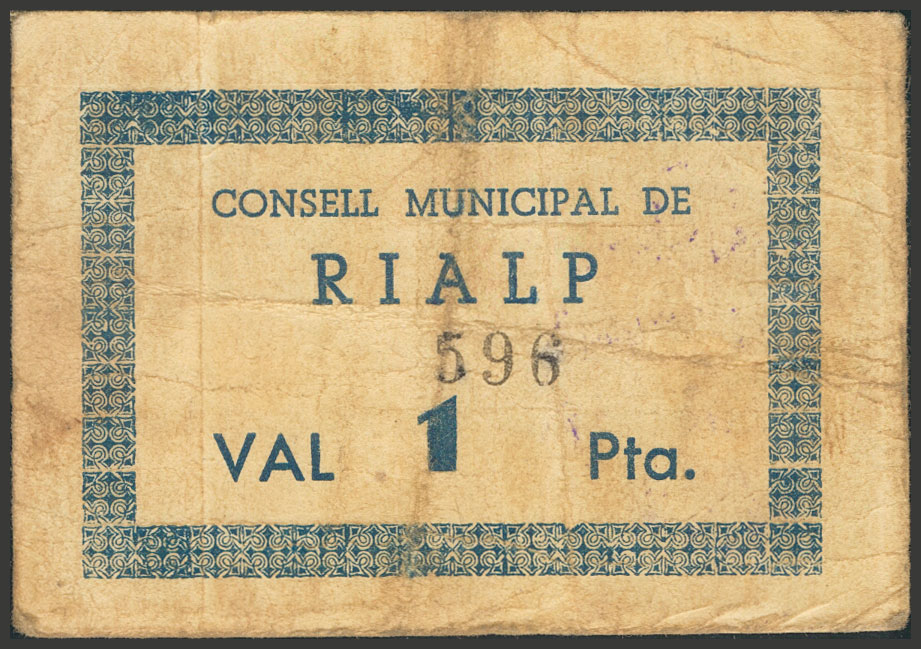 CONSELL MUNICIPAL DE
RIALP
596
VAL 1 Pta.